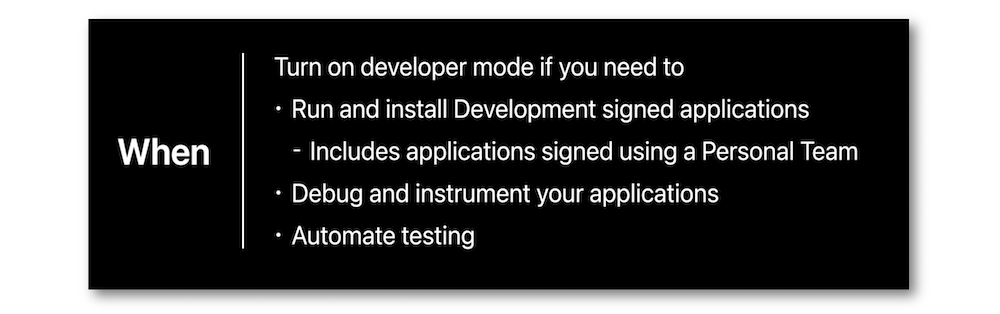 When
Turn on developer mode if you need to
· Run and install Development signed applications
- Includes applications signed using a Personal Team
· Debug and instrument your applications
· Automate testing